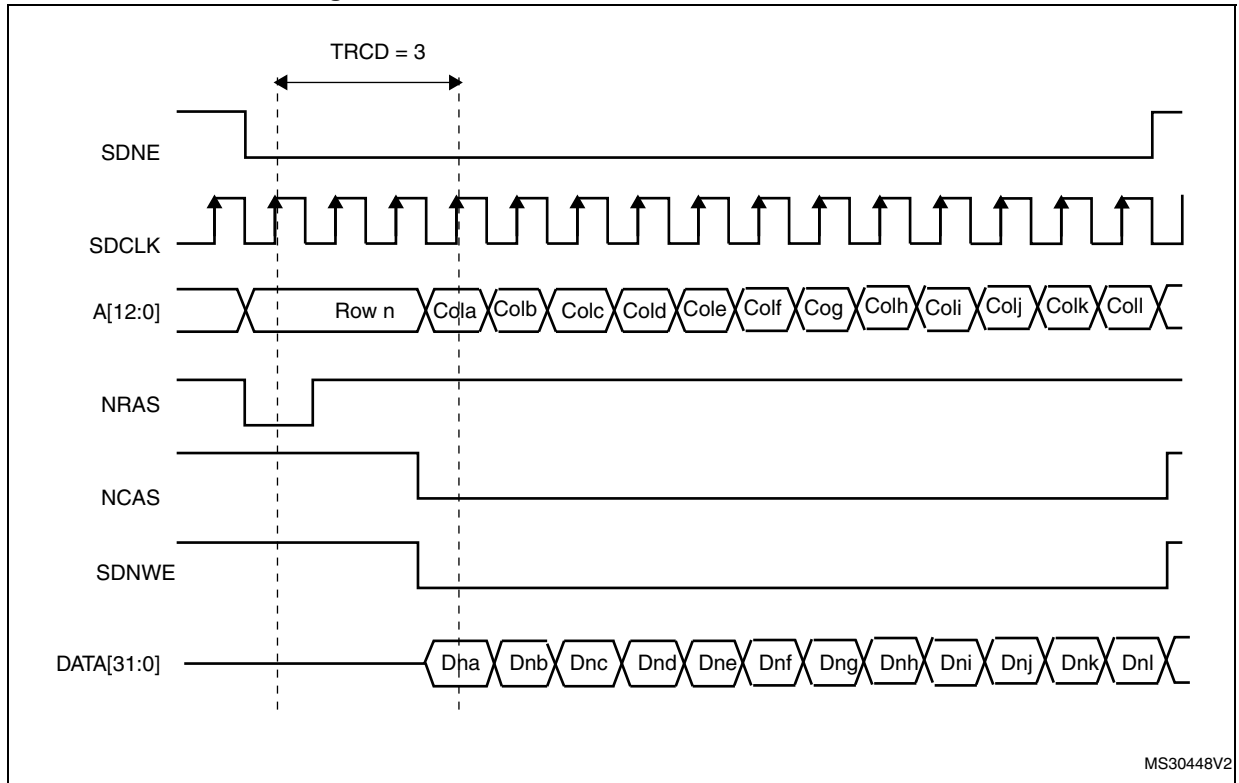 TRCD = 3
SDNE
SDCLK
A[12:0] Row n Cola Colb Colc Cold Cole Colf Cog Colh Coli Colj Colk Coll
NRAS
NCAS
SDNWE
DATA[31:0] Dna Dnb Dnc Dnd Dne Dnf Dng Dnh Dni Dnj Dnk Dnl
MS30448V2